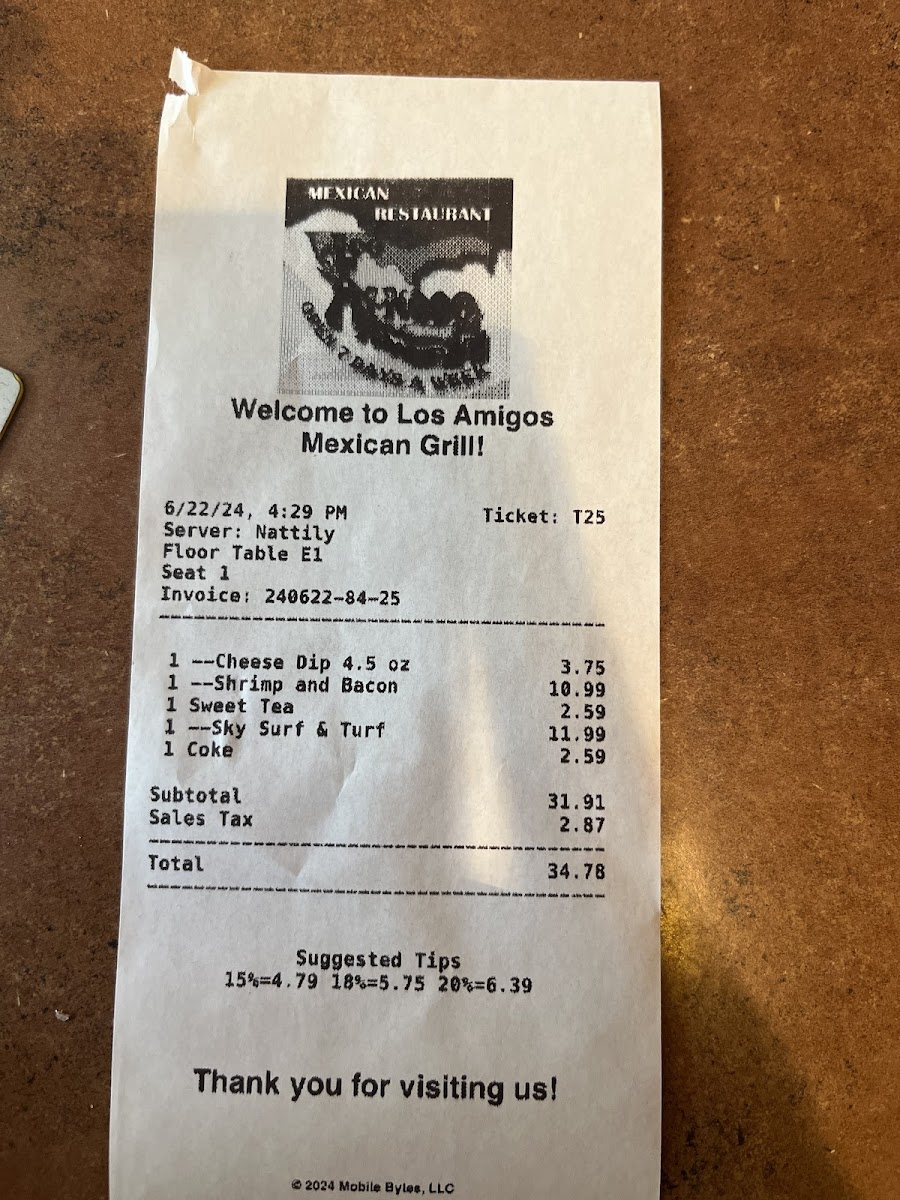 MEXICAN
RESTAURANT
OPEN 7 DAYS A WEEK
Welcome to Los Amigos
Mexican Grill!
6/22/24, 4:29 PM Ticket: T25
Server: Nattily
Floor Table E1
Seat 1
Invoice: 240622-84-25
1 --Cheese Dip 4.5 oz 3.75
1 --Shrimp and Bacon 10.99
1 Sweet Tea 2.59
1 --Sky Surf & Turf 11.99
1 Coke 2.59
Subtotal 31.91
Sales Tax 2.87
Total 34.78
Suggested Tips
15%=4.79 18%=5.75 20%=6.39
Thank you for visiting us!
© 2024 Mobile Bytes, LLC